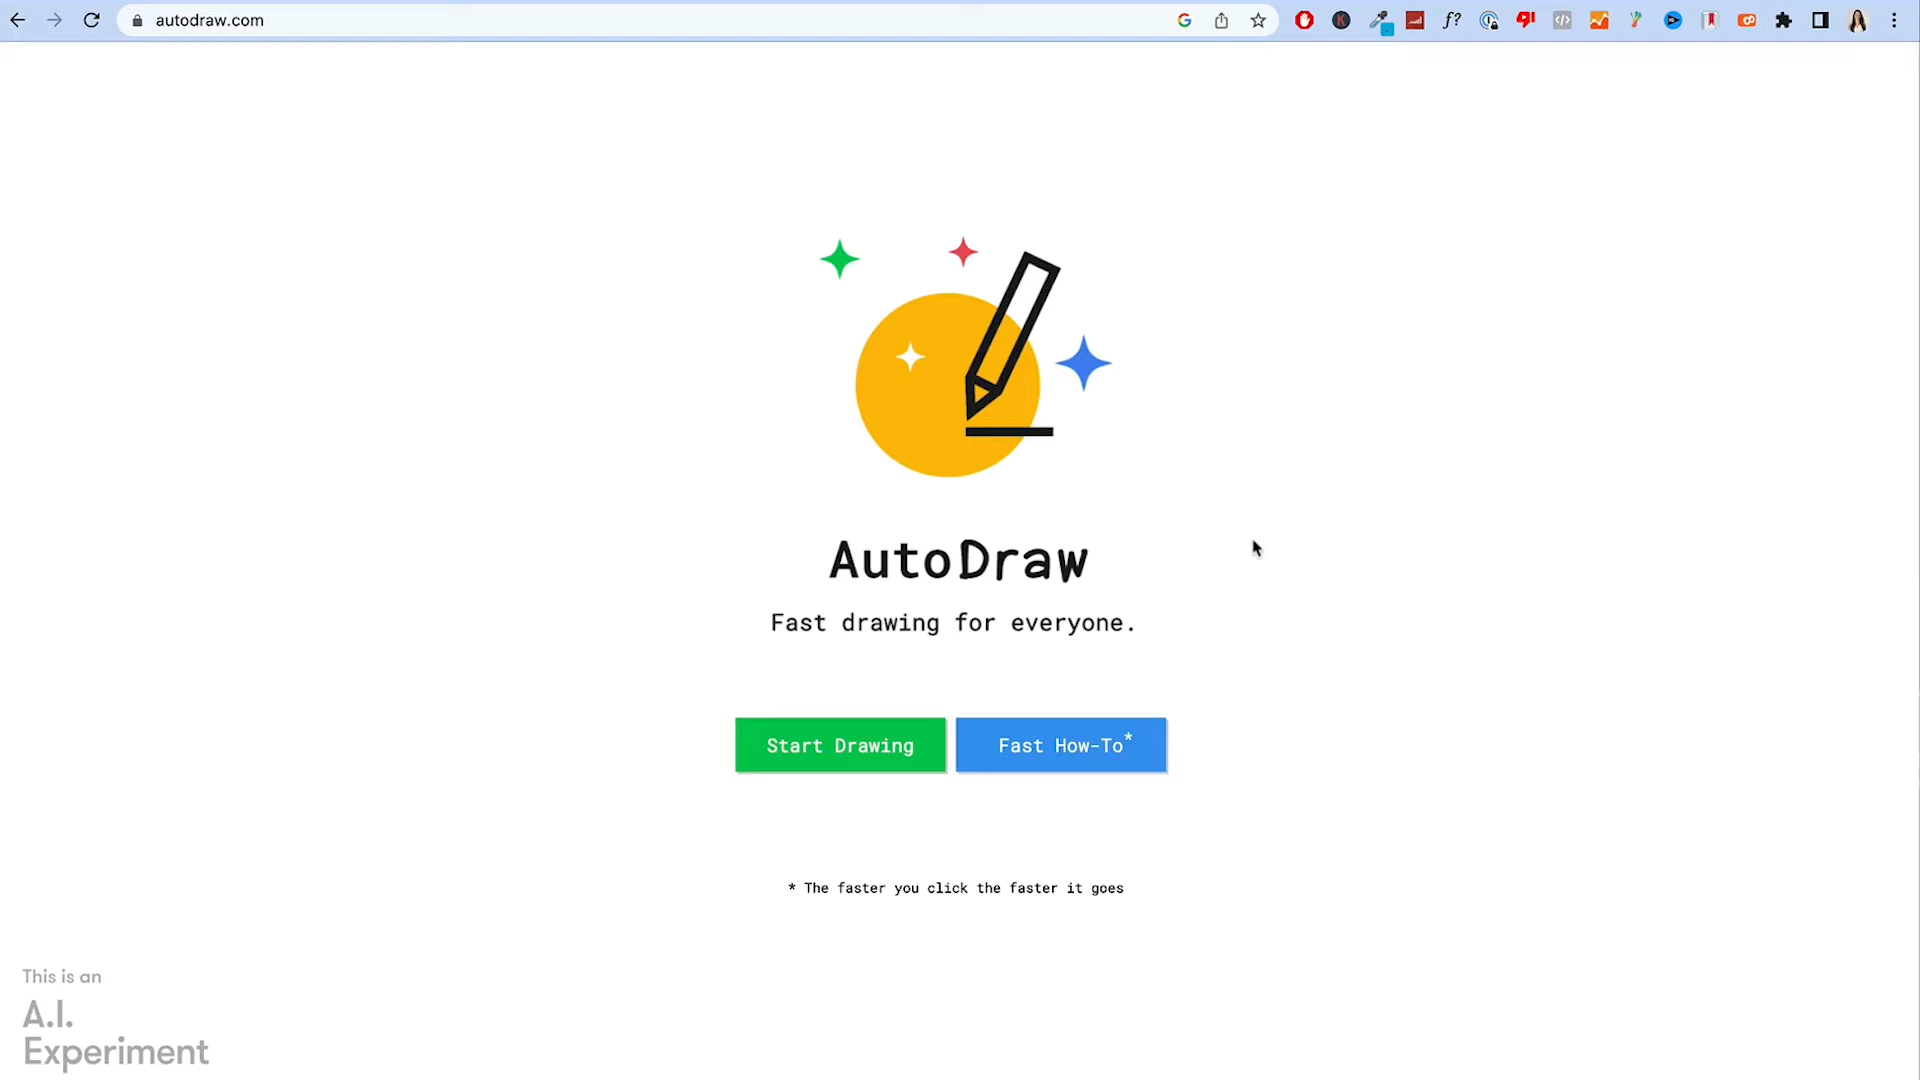 autodraw.com
AutoDraw
Fast drawing for everyone.
Start Drawing
Fast How-To*
* The faster you click the faster it goes
This is an
A.I.
Experiment